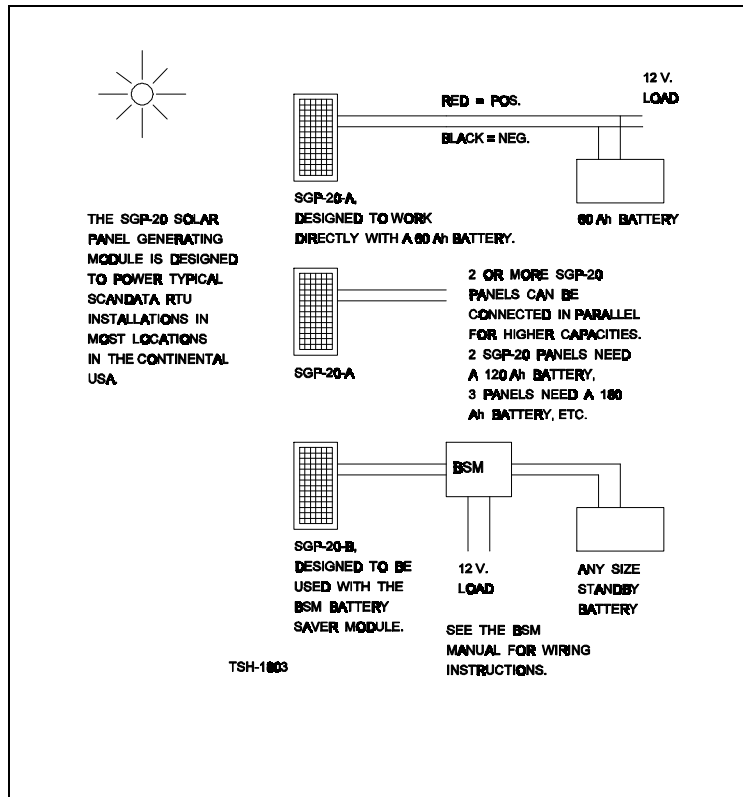 12 V.
LOAD
RED = POS.
BLACK = NEG.
SGP-20-A,
DESIGNED TO WORK
DIRECTLY WITH A 60 Ah BATTERY.
60 Ah BATTERY
THE SGP-20 SOLAR
PANEL GENERATING
MODULE IS DESIGNED
TO POWER TYPICAL
SCANDATA RTU
INSTALLATIONS IN
MOST LOCATIONS
IN THE CONTINENTAL
USA.
SGP-20-A
2 OR MORE SGP-20
PANELS CAN BE
CONNECTED IN PARALLEL
FOR HIGHER CAPACITIES.
2 SGP-20 PANELS NEED
A 120 Ah BATTERY,
3 PANELS NEED A 180
Ah BATTERY, ETC.
BSM
SGP-20-B,
DESIGNED TO BE
USED WITH THE
BSM BATTERY
SAVER MODULE.
12 V.
LOAD
ANY SIZE
STANDBY
BATTERY
SEE THE BSM
MANUAL FOR WIRING
INSTRUCTIONS.